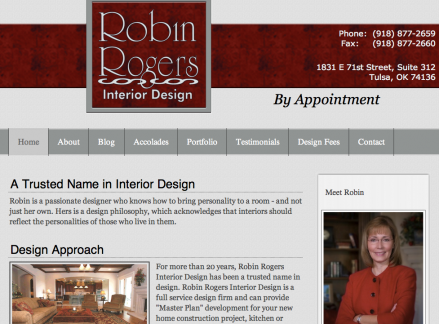 Robin
Rogers
Interior Design
Phone: (918) 877-2659
Fax: (918) 877-2660
1831 E 71st Street, Suite 312
Tulsa, OK 74136
By Appointment
Home About Blog Accolades Portfolio Testimonials Design Fees Contact
A Trusted Name in Interior Design
Robin is a passionate designer who knows how to bring personality to a room - and not
just her own. Hers is a design philosophy, which acknowledges that interiors should
reflect the personalities of those who live in them.
Design Approach
For more than 20 years, Robin Rogers
Interior Design has been a trusted name in
design. Robin Rogers Interior Design is a
full service design firm and can provide
"Master Plan" development for your new
home construction project, kitchen or
Meet Robin